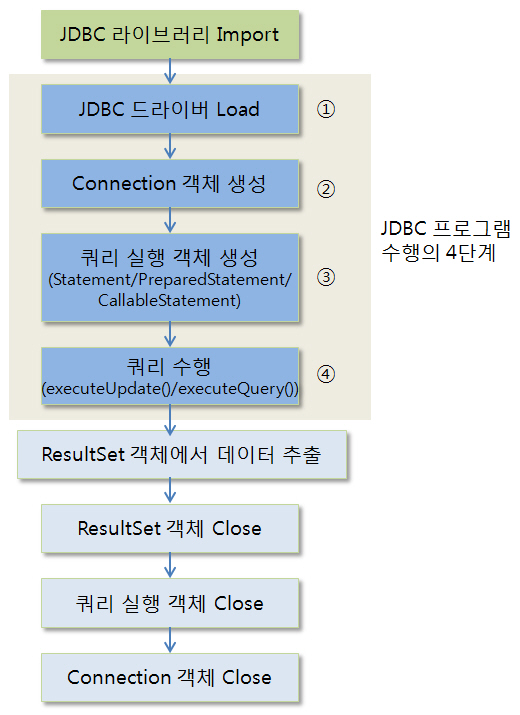 JDBC 라이브러리 Import
JDBC 드라이버 Load
①
Connection 객체 생성
②
쿼리 실행 객체 생성
(Statement/PreparedStatement/
CallableStatement)
③
쿼리 수행
(executeUpdate()/executeQuery())
④
JDBC 프로그램
수행의 4단계
ResultSet 객체에서 데이터 추출
ResultSet 객체 Close
쿼리 실행 객체 Close
Connection 객체 Close